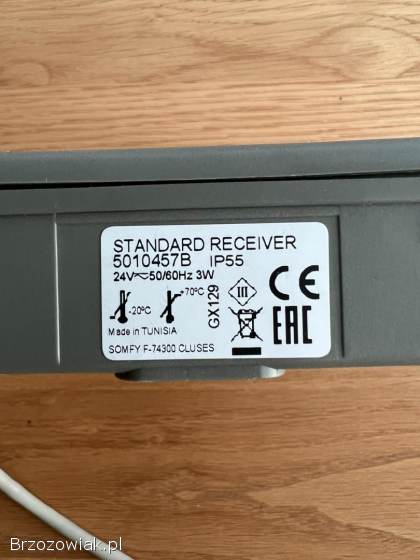 STANDARD RECEIVER
5010457B IP55
24V⎓50/60Hz 3W
-20°C +70°C
GX129
III
CE
EAC
Made in TUNISIA
SOMFY F-74300 CLUSES
Brzozowiak.pl